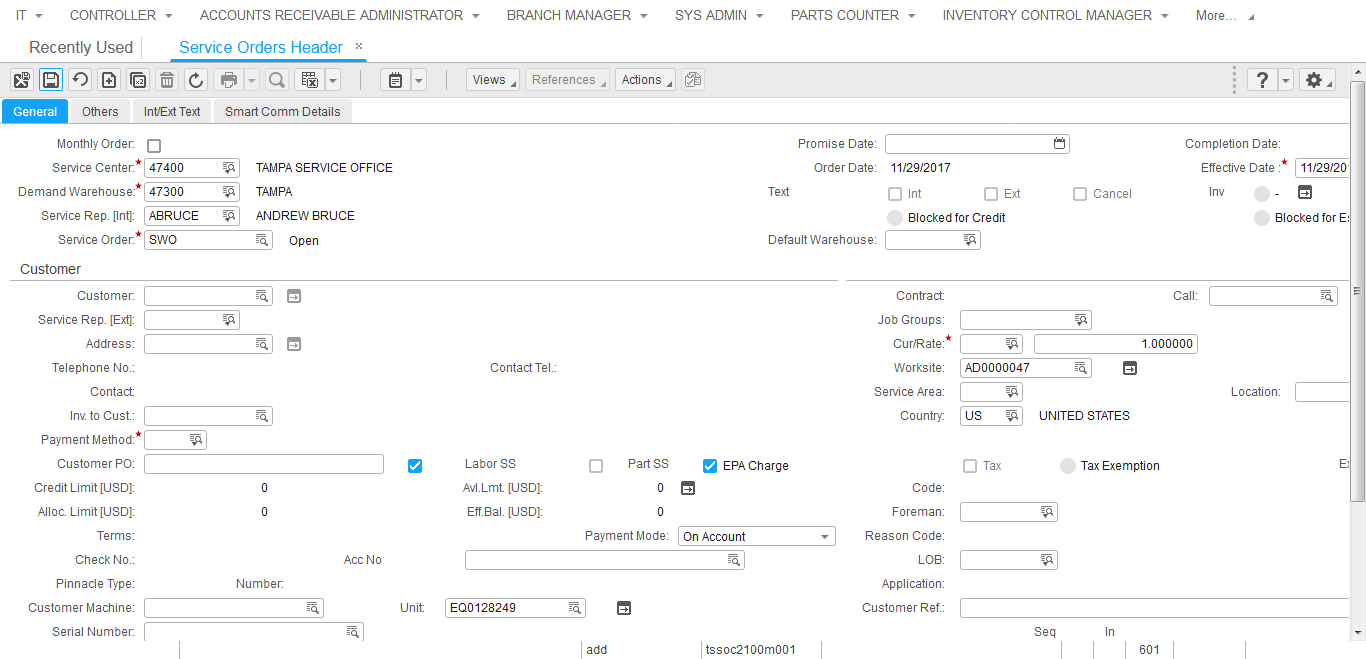 IT CONTROLLER ACCOUNTS RECEIVABLE ADMINISTRATOR BRANCH MANAGER SYS ADMIN PARTS COUNTER INVENTORY CONTROL MANAGER More...
Recently Used Service Orders Header ×
Views References Actions ?
General Others Int/Ext Text Smart Comm Details
Monthly Order: Promise Date: Completion Date:
Service Center:* 47400 TAMPA SERVICE OFFICE Order Date: 11/29/2017 Effective Date :* 11/29/201
Demand Warehouse:* 47300 TAMPA Text Int Ext Cancel Inv -
Service Rep. [Int]: ABRUCE ANDREW BRUCE Blocked for Credit Blocked for
Service Order:* SWO Open Default Warehouse:
Customer
Customer: Contract: Call:
Service Rep. [Ext]: Job Groups:
Address: Cur/Rate:* 1.000000
Telephone No.: Contact Tel.: Worksite: AD0000047
Contact: Service Area: Location:
Inv. to Cust.: Country: US UNITED STATES
Payment Method:*
Customer PO: Labor SS Part SS EPA Charge Tax Tax Exemption
Credit Limit [USD]: 0 Avl.Lmt. [USD]: 0 Code:
Alloc. Limit [USD]: 0 Eff.Bal. [USD]: 0 Foreman:
Terms: Payment Mode: On Account Reason Code:
Check No.: Acc No LOB:
Pinnacle Type: Number: Application:
Customer Machine: Unit: EQ0128249 Customer Ref.:
Serial Number: Seq In
add tssoc2100m001 601